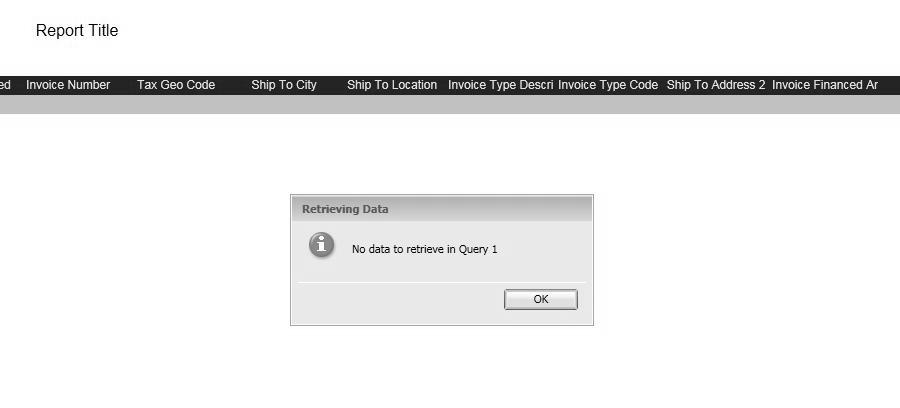 Report Title
ed Invoice Number Tax Geo Code Ship To City Ship To Location Invoice Type Descri Invoice Type Code Ship To Address 2 Invoice Financed Ar
Retrieving Data
No data to retrieve in Query 1
OK